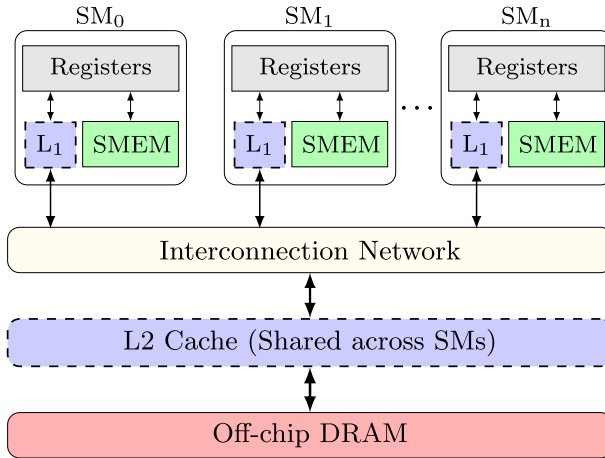 SM₀ SM₁ SMₙ
Registers Registers Registers
...
L₁ SMEM L₁ SMEM L₁ SMEM
Interconnection Network
L2 Cache (Shared across SMs)
Off-chip DRAM